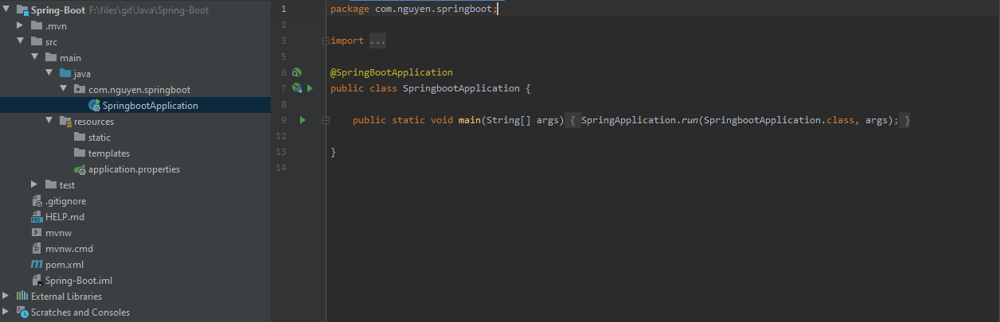 Spring-Boot F:\files\git\Java\Spring-Boot
.mvn
src
main
java
com.nguyen.springboot
SpringbootApplication
resources
static
templates
application.properties
test
.gitignore
HELP.md
mvnw
mvnw.cmd
pom.xml
Spring-Boot.iml
External Libraries
Scratches and Consoles
1 package com.nguyen.springboot;
2
3 import ...
5
6 @SpringBootApplication
7 public class SpringbootApplication {
8
9 public static void main(String[] args) { SpringApplication.run(SpringbootApplication.class, args); }
12
13 }
14